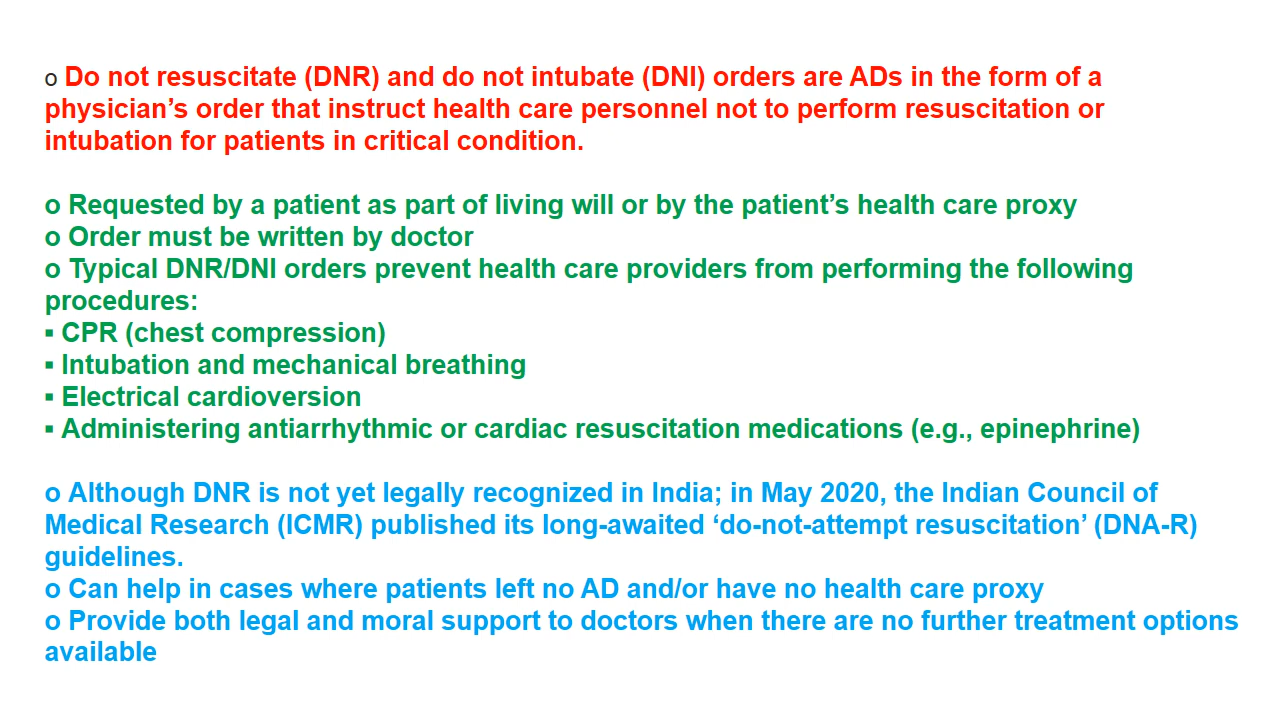 o Do not resuscitate (DNR) and do not intubate (DNI) orders are ADs in the form of a
physician’s order that instruct health care personnel not to perform resuscitation or
intubation for patients in critical condition.
o Requested by a patient as part of living will or by the patient’s health care proxy
o Order must be written by doctor
o Typical DNR/DNI orders prevent health care providers from performing the following
procedures:
▪ CPR (chest compression)
▪ Intubation and mechanical breathing
▪ Electrical cardioversion
▪ Administering antiarrhythmic or cardiac resuscitation medications (e.g., epinephrine)
o Although DNR is not yet legally recognized in India; in May 2020, the Indian Council of
Medical Research (ICMR) published its long-awaited ‘do-not-attempt resuscitation’ (DNA-R)
guidelines.
o Can help in cases where patients left no AD and/or have no health care proxy
o Provide both legal and moral support to doctors when there are no further treatment options
available